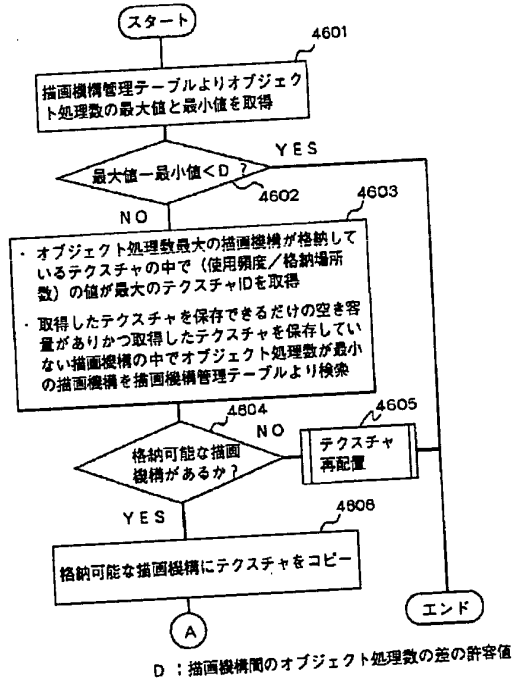 スタート
4601
描画機構管理テーブルよりオブジェク
ト処理数の最大値と最小値を取得
YES
最大値ー最小値<D ?
4602
NO
4603
・ オブジェクト処理数最大の描画機構が格納して
いるテクスチャの中で(使用頻度/格納場所
数)の値が最大のテクスチャIDを取得
・ 取得したテクスチャを保存できるだけの空き容
量がありかつ取得したテクスチャを保存してい
ない描画機構の中でオブジェクト処理数が最小
の描画機構を描画機構管理テーブルより検索
4604
NO
4605
格納可能な描画
機構があるか?
テクスチャ
再配置
YES
4606
格納可能な描画機構にテクスチャをコピー
A
エンド
D :描画機構間のオブジェクト処理数の差の許容値